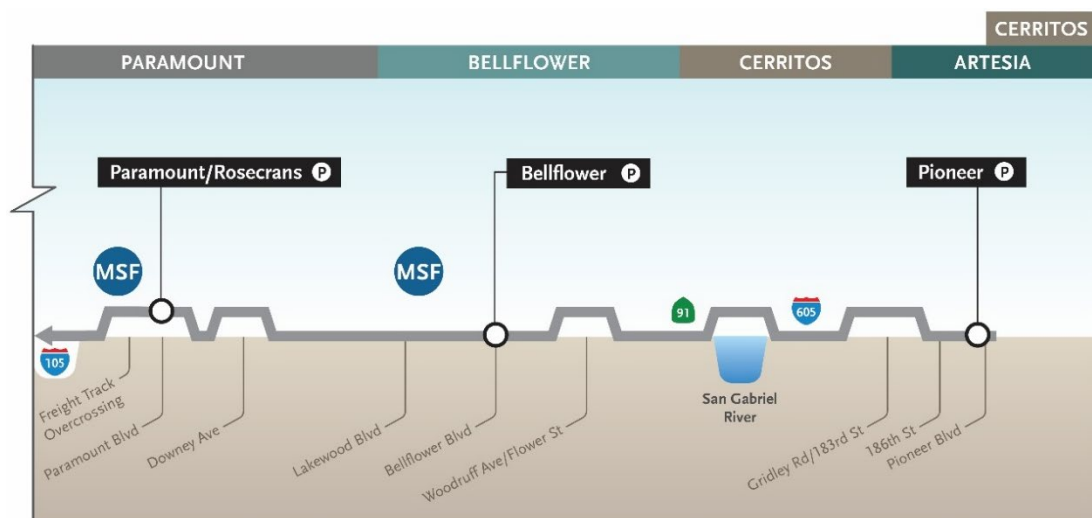 CERRITOS
PARAMOUNT
BELLFLOWER
CERRITOS
ARTESIA
Paramount/Rosecrans P
Bellflower P
Pioneer P
MSF
MSF
91
605
105
Freight Track
Overcrossing
Paramount Blvd
Downey Ave
Lakewood Blvd
Bellflower Blvd
Woodruff Ave/Flower St
San Gabriel
River
Gridley Rd/183rd St
186th St
Pioneer Blvd